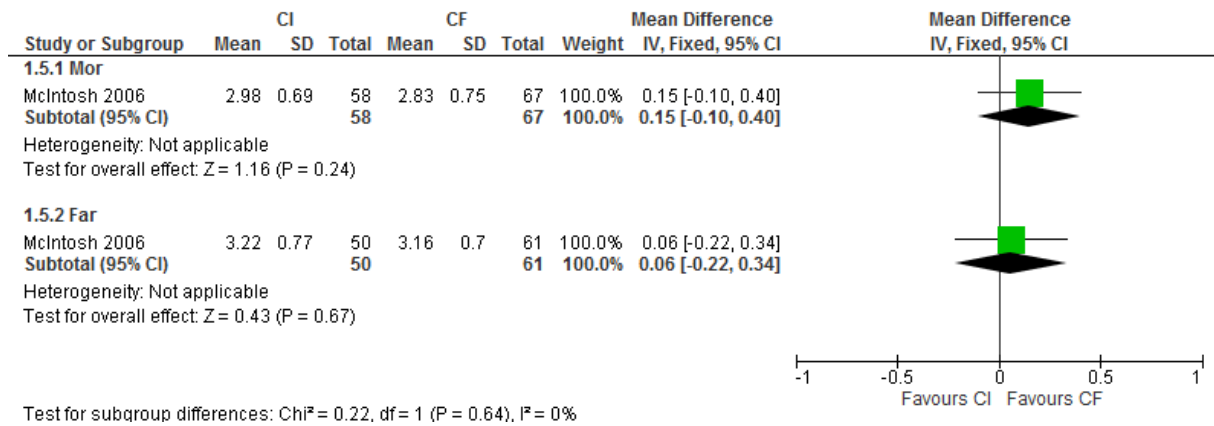 CI CF Mean Difference Mean Difference
Study or Subgroup Mean SD Total Mean SD Total Weight IV, Fixed, 95% CI IV, Fixed, 95% CI
1.5.1 Mor
McIntosh 2006 2.98 0.69 58 2.83 0.75 67 100.0% 0.15 [-0.10, 0.40]
Subtotal (95% CI) 58 67 100.0% 0.15 [-0.10, 0.40]
Heterogeneity: Not applicable
Test for overall effect: Z = 1.16 (P = 0.24)
1.5.2 Far
McIntosh 2006 3.22 0.77 50 3.16 0.7 61 100.0% 0.06 [-0.22, 0.34]
Subtotal (95% CI) 50 61 100.0% 0.06 [-0.22, 0.34]
Heterogeneity: Not applicable
Test for overall effect: Z = 0.43 (P = 0.67)
-1 -0.5 0 0.5 1
Favours CI Favours CF
Test for subgroup differences: Chi² = 0.22, df = 1 (P = 0.64), I² = 0%